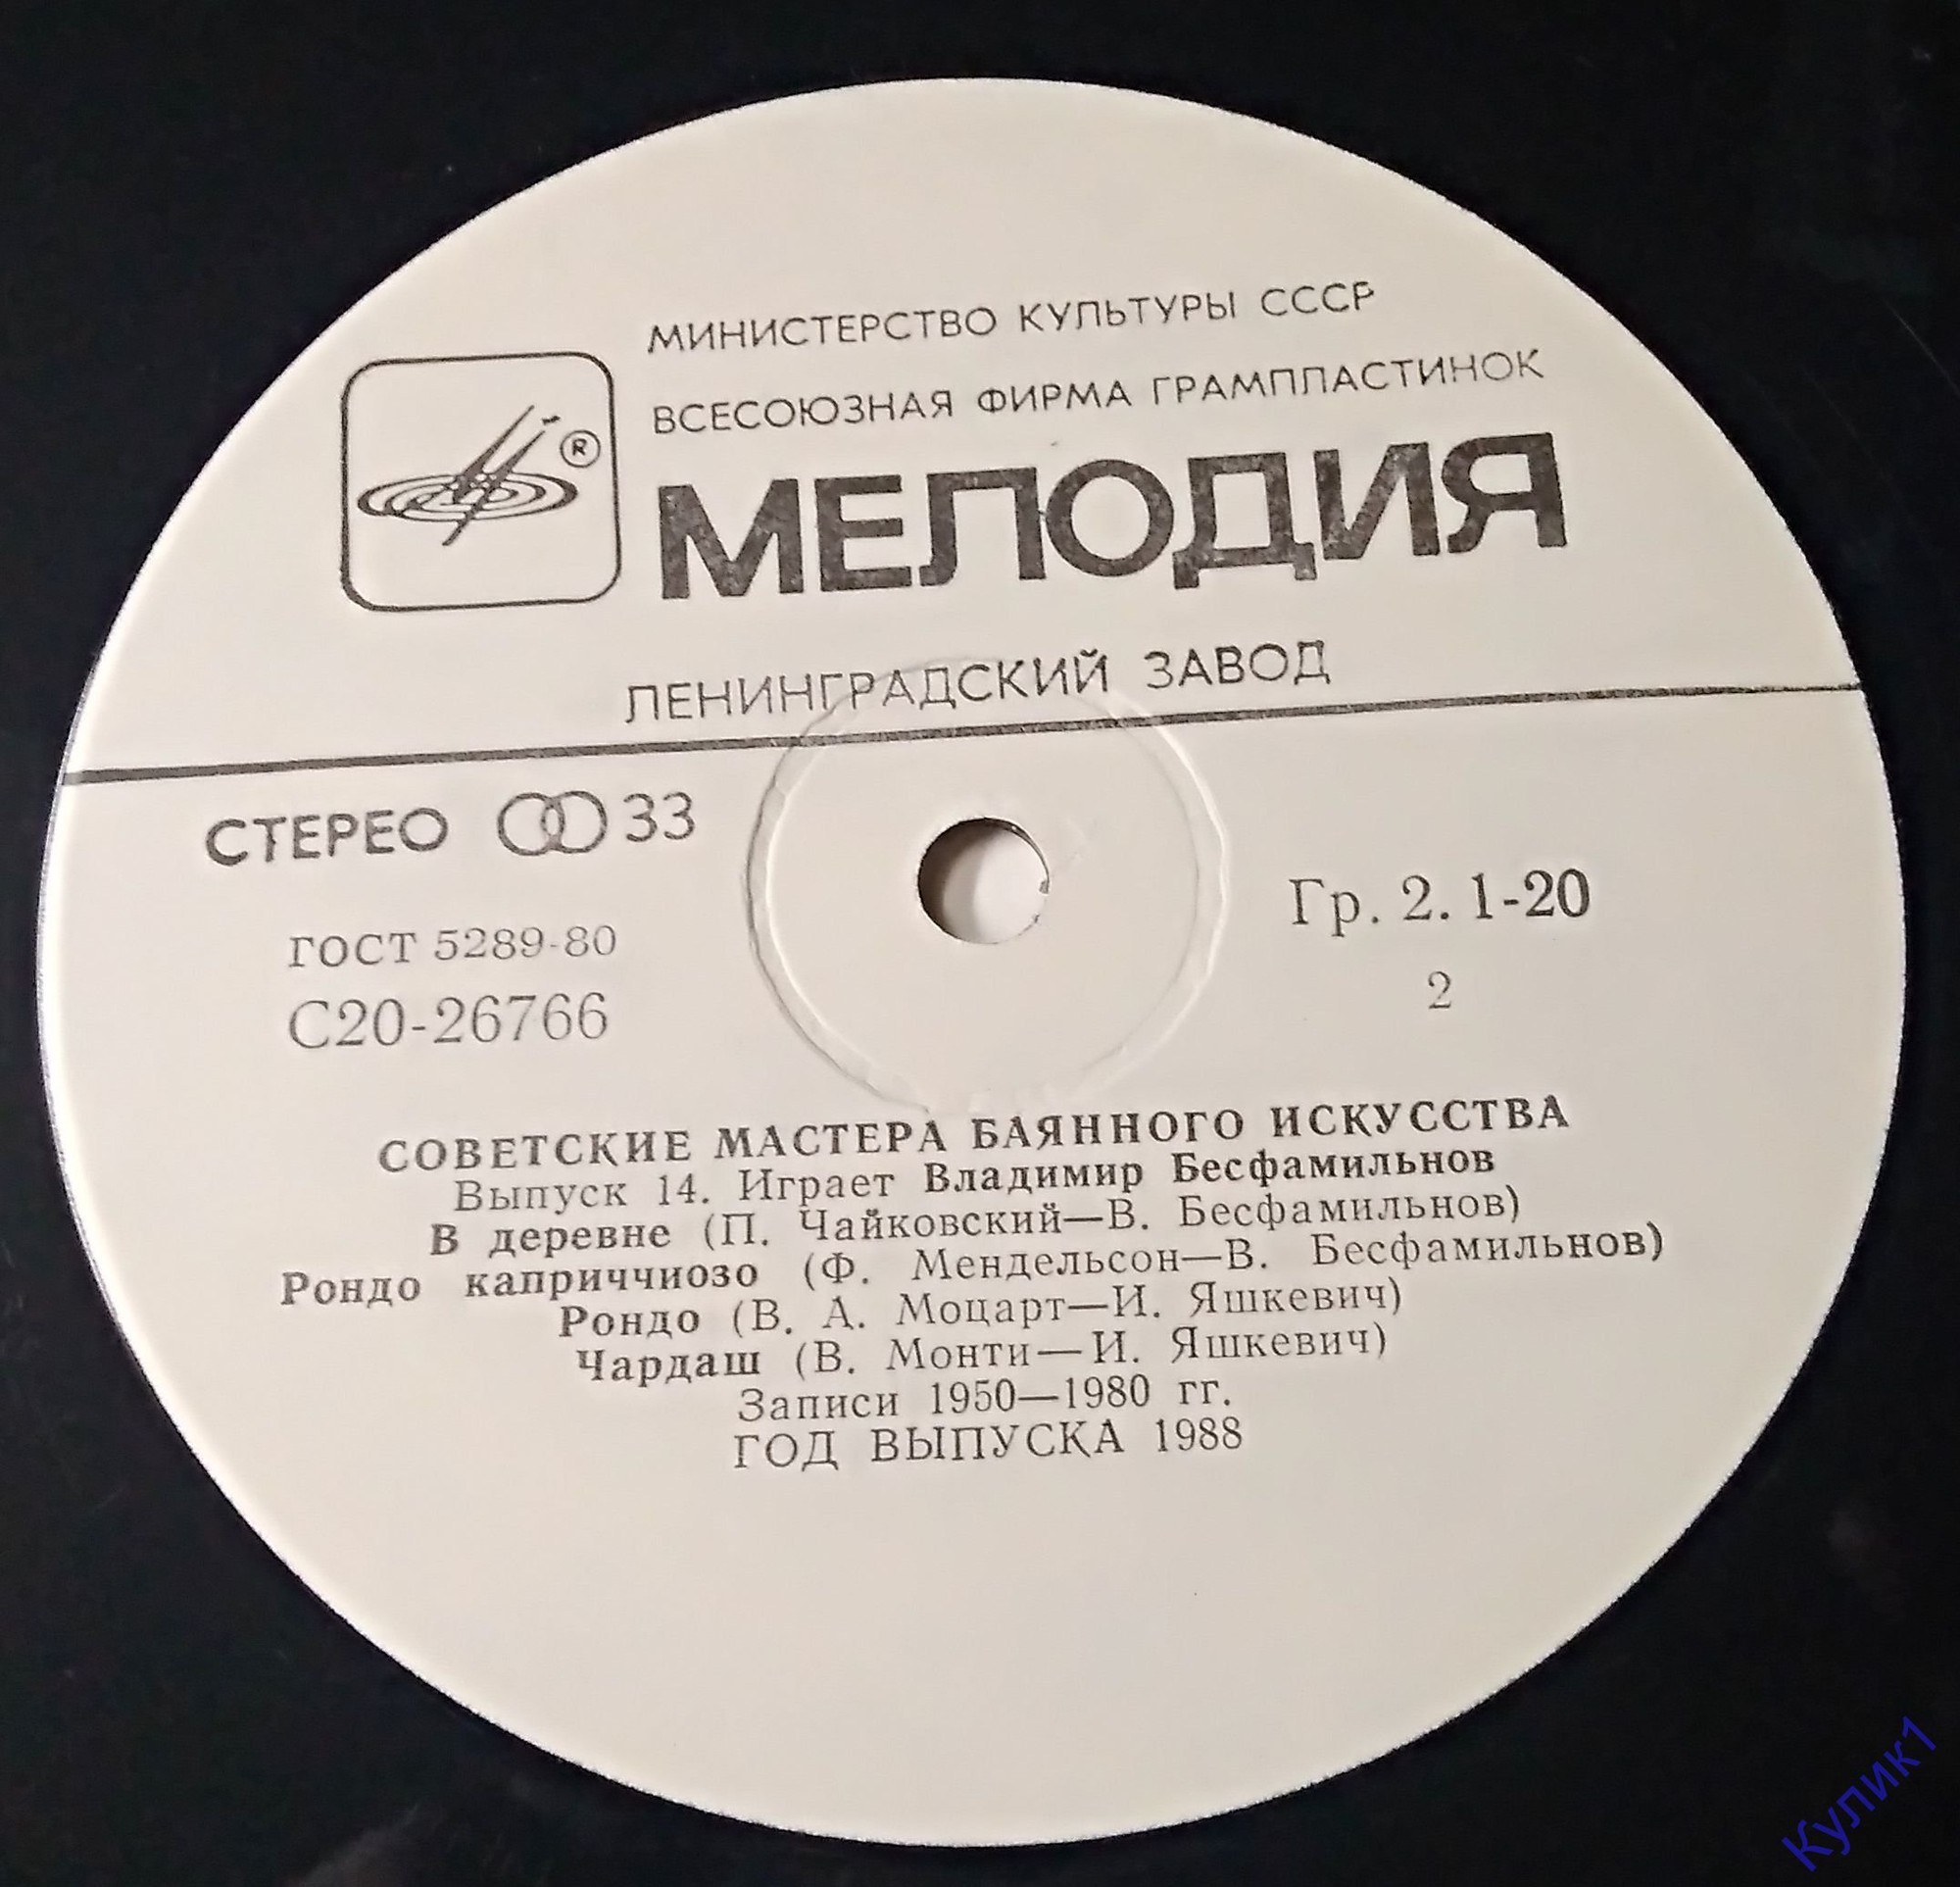 МИНИСТЕРСТВО КУЛЬТУРЫ СССР
ВСЕСОЮЗНАЯ ФИРМА ГРАМПЛАСТИНОК
®
МЕЛОДИЯ
ЛЕНИНГРАДСКИЙ ЗАВОД
СТЕРЕО 33
Гр. 2. 1-20
ГОСТ 5289-80
2
С20-26766
СОВЕТСКИЕ МАСТЕРА БАЯННОГО ИСКУССТВА
Выпуск 14. Играет Владимир Бесфамильнов
В деревне (П. Чайковский—В. Бесфамильнов)
Рондо каприччиозо (Ф. Мендельсон—В. Бесфамильнов)
Рондо (В. А. Моцарт—И. Яшкевич)
Чардаш (В. Монти—И. Яшкевич)
Записи 1950—1980 гг.
ГОД ВЫПУСКА 1988
Кулик1